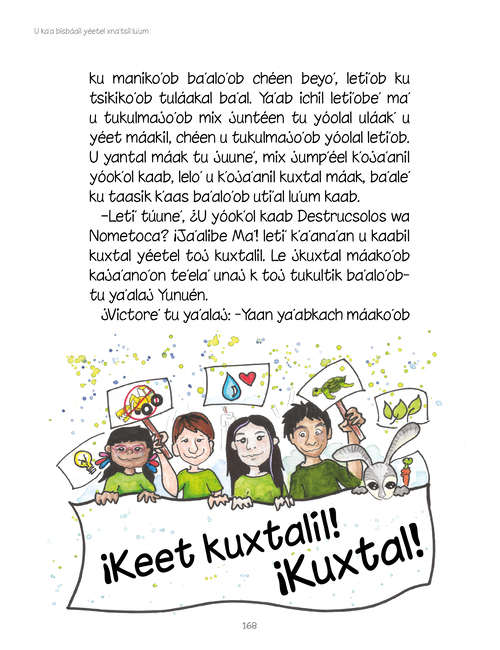 U ka'a bisbáail yéetel xna'tsil lu'um
ku maniko'ob ba'alo'ob chéen beyo', leti'ob ku
tsikiko'ob tuláakal ba'al. Ya'ab ichil leti'obe' ma'
u tukulmajo'ob mix juntéen tu yóolal uláak' u
yéet máakil, chéen u tukulmajo'ob yóolal leti'ob.
U yantal máak tu juune', mix jump'éel k'oja'anil
yóok'ol kaab, lelo' u k'oja'anil kuxtal máak, ba'ale'
ku taasik k'aas ba'alo'ob uti'al lu'um kaab.
–Leti' túune', ¿U yóok'ol kaab Destrucsolos wa
Nometoca? ¡Ja'alibe Ma'! leti' k'a'ana'an u kaabil
kuxtal yéetel toj kuxtalil. Le jkuxtal máako'ob
kaja'ano'on te'ela' unaj k toj tukultik ba'alo'ob–
tu ya'alaj Yunuén.
jVictore' tu ya'alaj: –Yaan ya'abkach máako'ob
¡Keet kuxtalil!
¡Kuxtal!
168